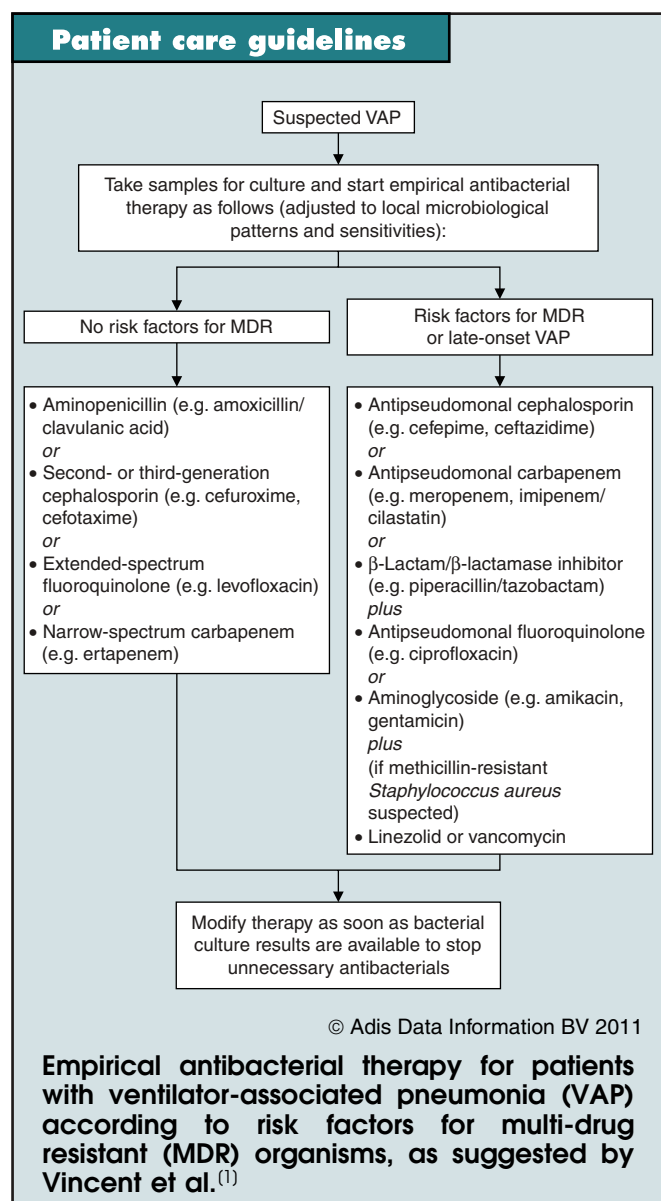 Patient care guidelines
Suspected VAP
Take samples for culture and start empirical antibacterial
therapy as follows (adjusted to local microbiological
patterns and sensitivities):
No risk factors for MDR
• Aminopenicillin (e.g. amoxicillin/
clavulanic acid)
or
• Second- or third-generation
cephalosporin (e.g. cefuroxime,
cefotaxime)
or
• Extended-spectrum
fluoroquinolone (e.g. levofloxacin)
or
• Narrow-spectrum carbapenem
(e.g. ertapenem)
Risk factors for MDR
or late-onset VAP
• Antipseudomonal cephalosporin
(e.g. cefepime, ceftazidime)
or
• Antipseudomonal carbapenem
(e.g. meropenem, imipenem/
cilastatin)
or
• β-Lactam/β-lactamase inhibitor
(e.g. piperacillin/tazobactam)
plus
• Antipseudomonal fluoroquinolone
(e.g. ciprofloxacin)
or
• Aminoglycoside (e.g. amikacin,
gentamicin)
plus
(if methicillin-resistant
Staphylococcus aureus
suspected)
• Linezolid or vancomycin
Modify therapy as soon as bacterial
culture results are available to stop
unnecessary antibacterials
© Adis Data Information BV 2011
Empirical antibacterial therapy for patients
with ventilator-associated pneumonia (VAP)
according to risk factors for multi-drug
resistant (MDR) organisms, as suggested by
Vincent et al.(1)